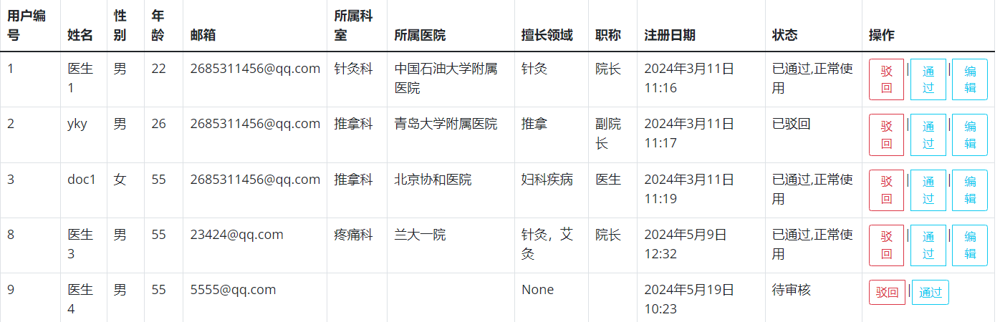 用户编号 姓名 性别 年龄 邮箱 所属科室 所属医院 擅长领域 职称 注册日期 状态 操作
1 医生1 男 22 2685311456@qq.com 针灸科 中国石油大学附属医院 针灸 院长 2024年3月11日 11:16 已通过,正常使用 驳回 | 通过 | 编辑
2 yky 男 26 2685311456@qq.com 推拿科 青岛大学附属医院 推拿 副院长 2024年3月11日 11:17 已驳回 驳回 | 通过 | 编辑
3 doc1 女 55 2685311456@qq.com 推拿科 北京协和医院 妇科疾病 医生 2024年3月11日 11:19 已通过,正常使用 驳回 | 通过 | 编辑
8 医生3 男 55 23424@qq.com 疼痛科 兰大一院 针灸，艾灸 院长 2024年5月9日 12:32 已通过,正常使用 驳回 | 通过 | 编辑
9 医生4 男 55 5555@qq.com None 2024年5月19日 10:23 待审核 驳回 | 通过